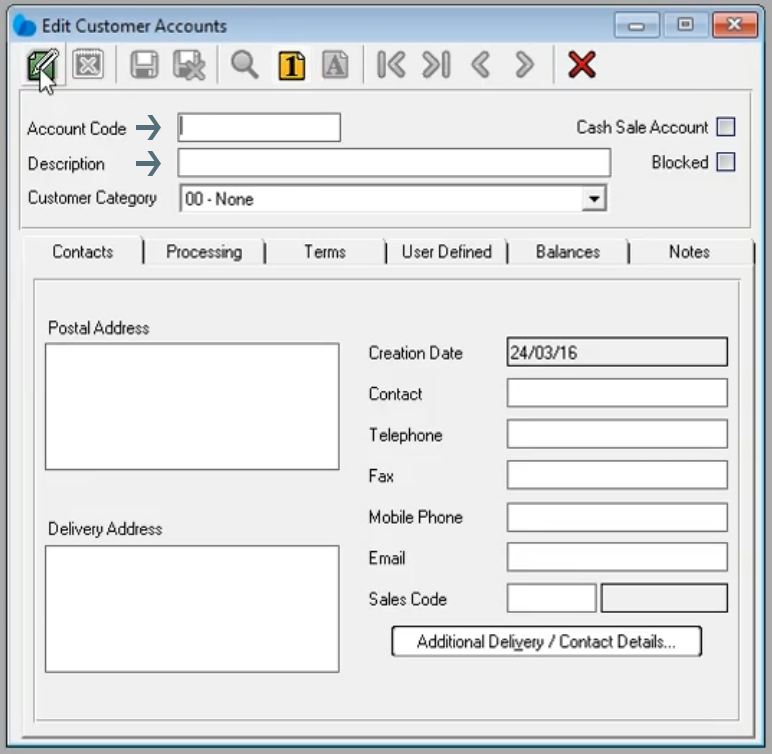 Edit Customer Accounts
1 A
Account Code
Cash Sale Account
Description
Blocked
Customer Category 00 - None
Contacts Processing Terms User Defined Balances Notes
Postal Address
Creation Date 24/03/16
Contact
Telephone
Fax
Mobile Phone
Delivery Address
Email
Sales Code
Additional Delivery / Contact Details...